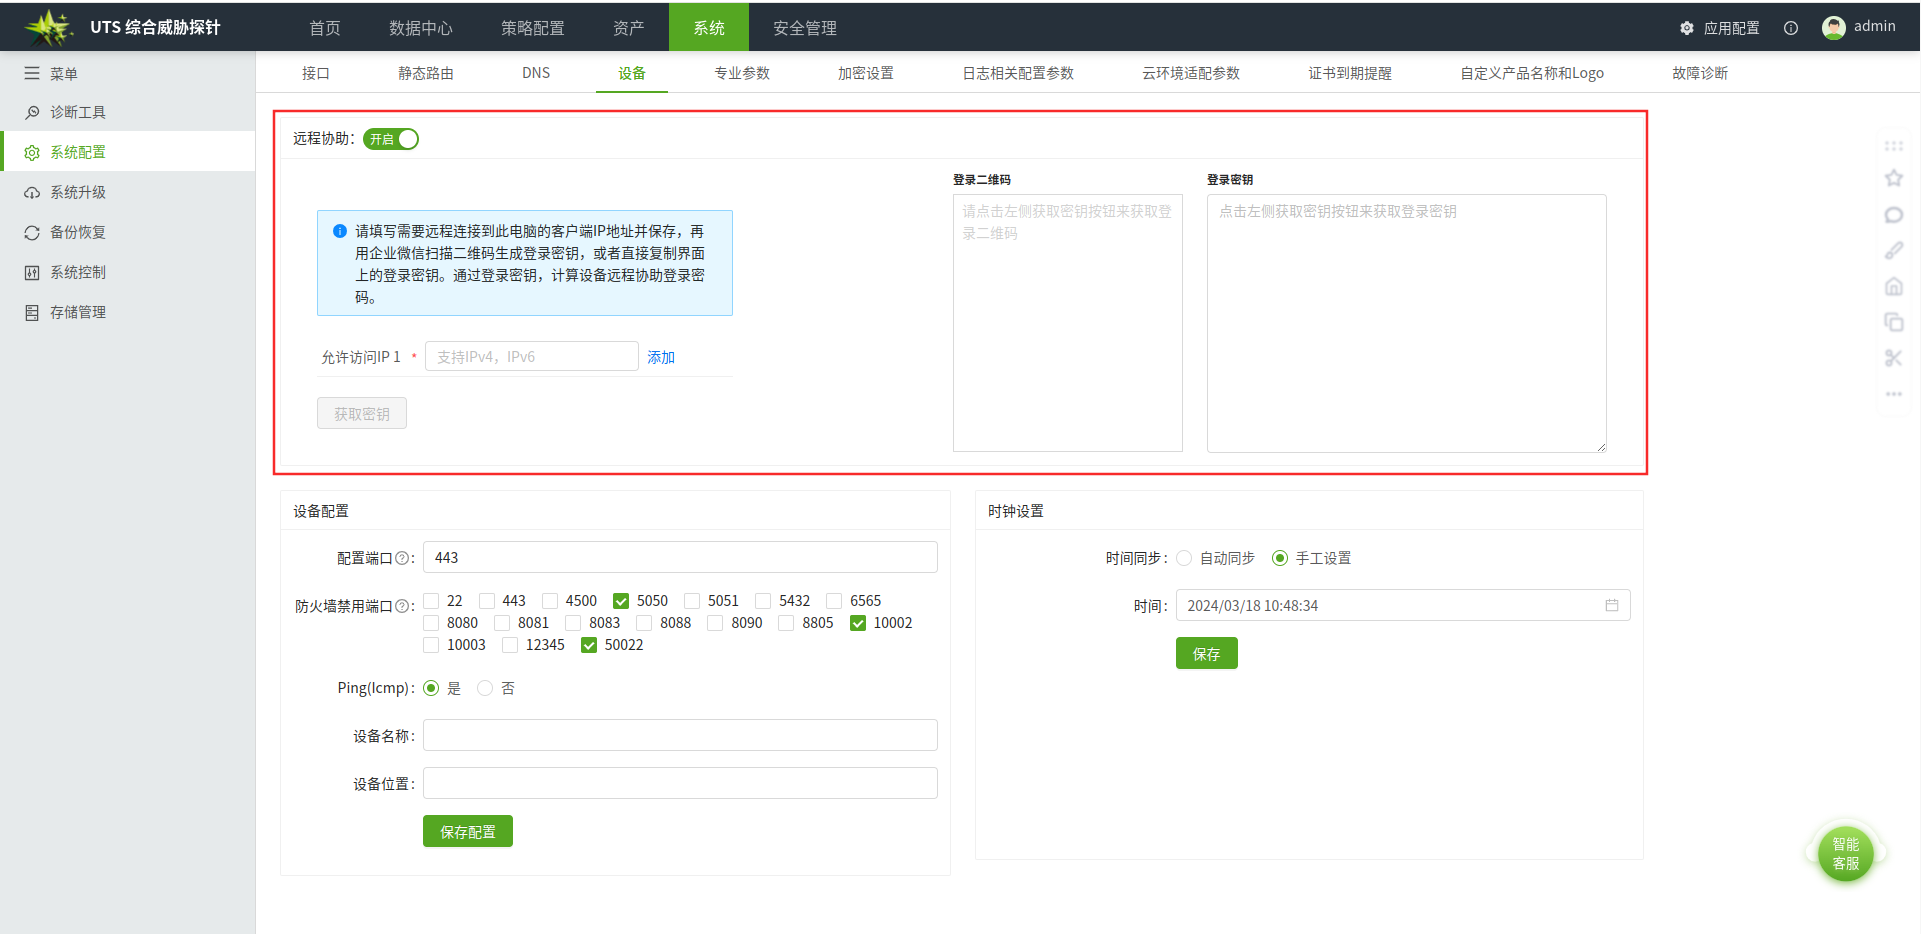 UTS 综合威胁探针
首页 数据中心 策略配置 资产 系统 安全管理
应用配置 admin
菜单
诊断工具
系统配置
系统升级
备份恢复
系统控制
存储管理
接口 静态路由 DNS 设备 专业参数 加密设置 日志相关配置参数 云环境适配参数 证书到期提醒 自定义产品名称和Logo 故障诊断
远程协助: 开启
请填写需要远程连接到此电脑的客户端IP地址并保存，再
用企业微信扫描二维码生成登录密钥，或者直接复制界面
上的登录密钥。通过登录密钥，计算设备远程协助登录密
码。
允许访问IP 1 * 支持IPv4，IPv6 添加
获取密钥
登录二维码
请点击左侧获取密钥按钮来获取登
录二维码
登录密钥
点击左侧获取密钥按钮来获取登录密钥
设备配置
配置端口?: 443
防火墙禁用端口?: 22 443 4500 5050 5051 5432 6565
8080 8081 8083 8088 8090 8805 10002
10003 12345 50022
Ping(Icmp): 是 否
设备名称:
设备位置:
保存配置
时钟设置
时间同步: 自动同步 手工设置
时间: 2024/03/18 10:48:34
保存
智能
客服